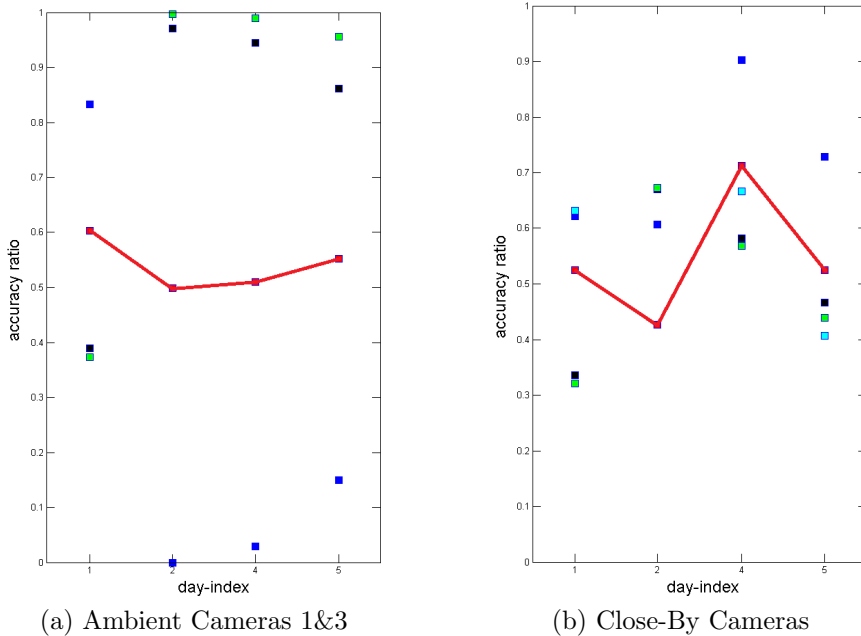 1
0.9
0.8
0.7
0.6
0.5
0.4
0.3
0.2
0.1
0
accuracy ratio
1 2 4 5
day-index
(a) Ambient Cameras 1&3
1
0.9
0.8
0.7
0.6
0.5
0.4
0.3
0.2
0.1
0
accuracy ratio
1 2 4 5
day-index
(b) Close-By Cameras